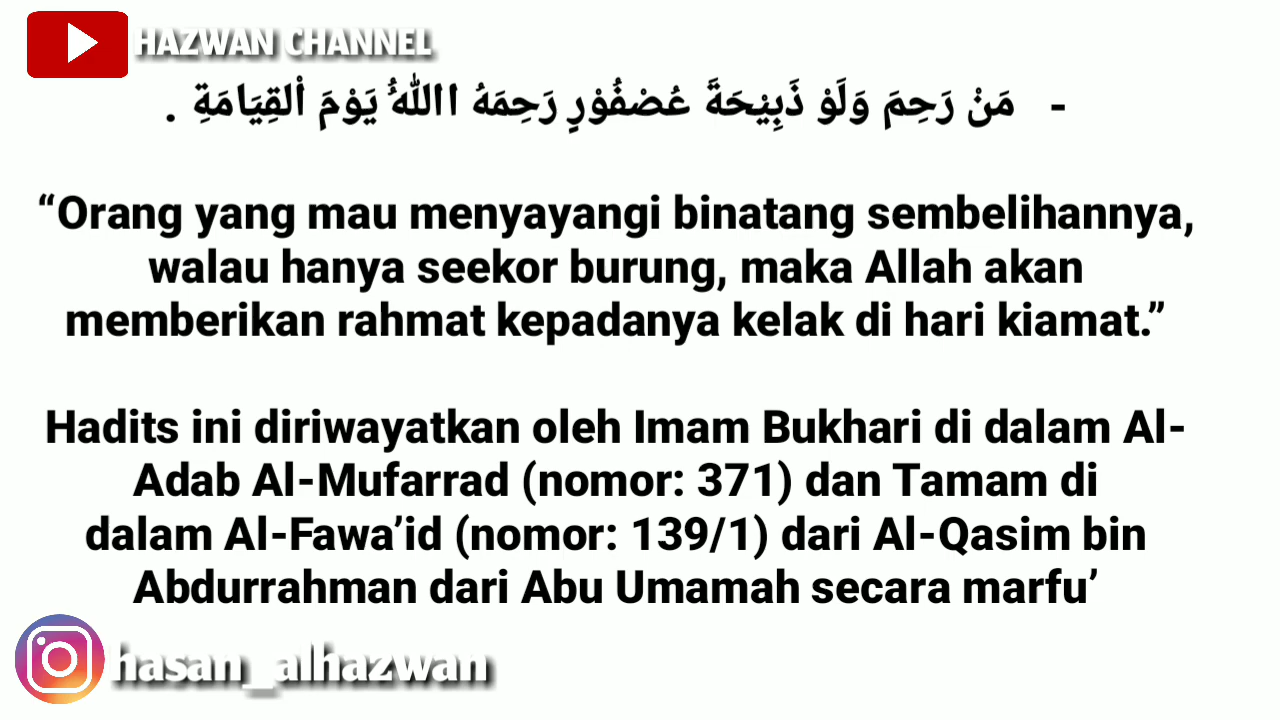 HAZWAN CHANNEL
- مَنْ رَحِمَ وَلَوْ ذَبِيْحَةَ عُصْفُوْرٍ رَحِمَهُ االلهُ يَوْمَ اْلقِيَامَةِ .
“Orang yang mau menyayangi binatang sembelihannya,
walau hanya seekor burung, maka Allah akan
memberikan rahmat kepadanya kelak di hari kiamat.”
Hadits ini diriwayatkan oleh Imam Bukhari di dalam Al-
Adab Al-Mufarrad (nomor: 371) dan Tamam di
dalam Al-Fawa’id (nomor: 139/1) dari Al-Qasim bin
Abdurrahman dari Abu Umamah secara marfu’
hasan_alhazwan